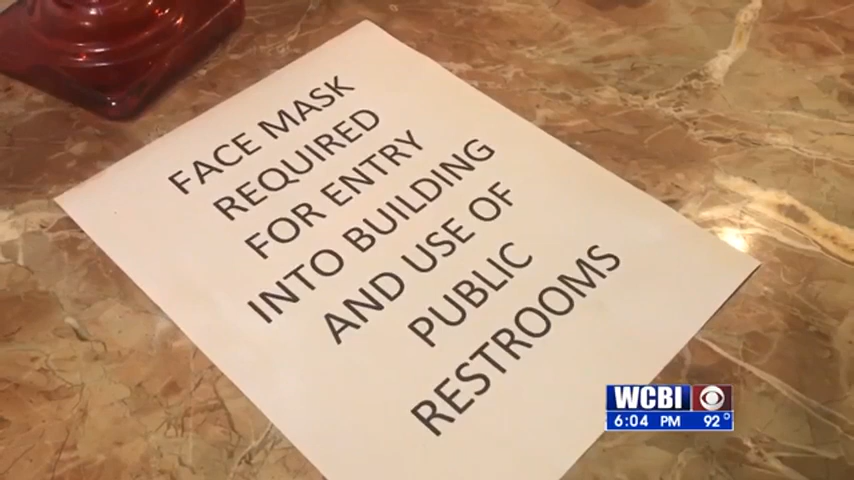 FACE MASK
REQUIRED
FOR ENTRY
INTO BUILDING
AND USE OF
PUBLIC
RESTROOMS
WCBI
6:04 PM 92°